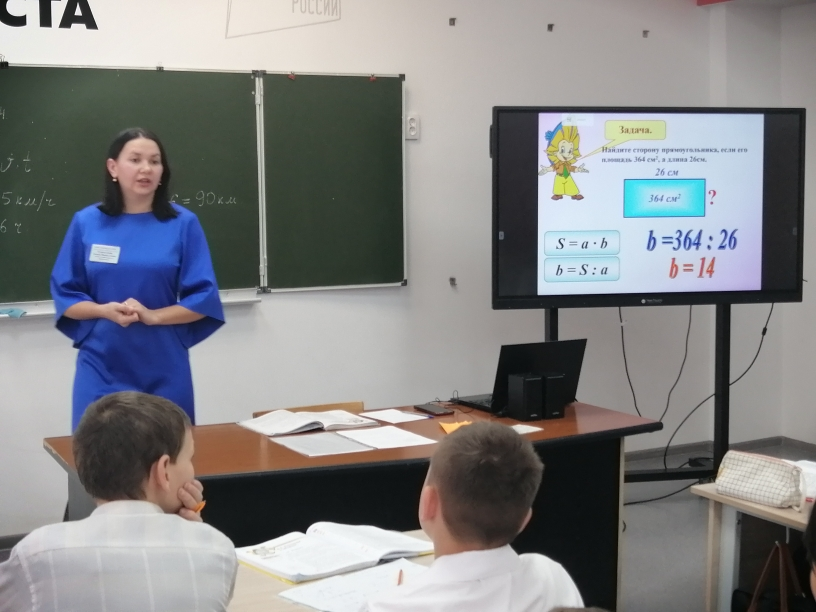 СТА
РОССИИ
v · t
5 км/ч
= 90 км
6 ч
Задача.
Найдите сторону прямоугольника, если его
площадь 364 см², а длина 26см.
26 см
364 см²
?
S = a · b
b = S : a
b =364 : 26
b = 14